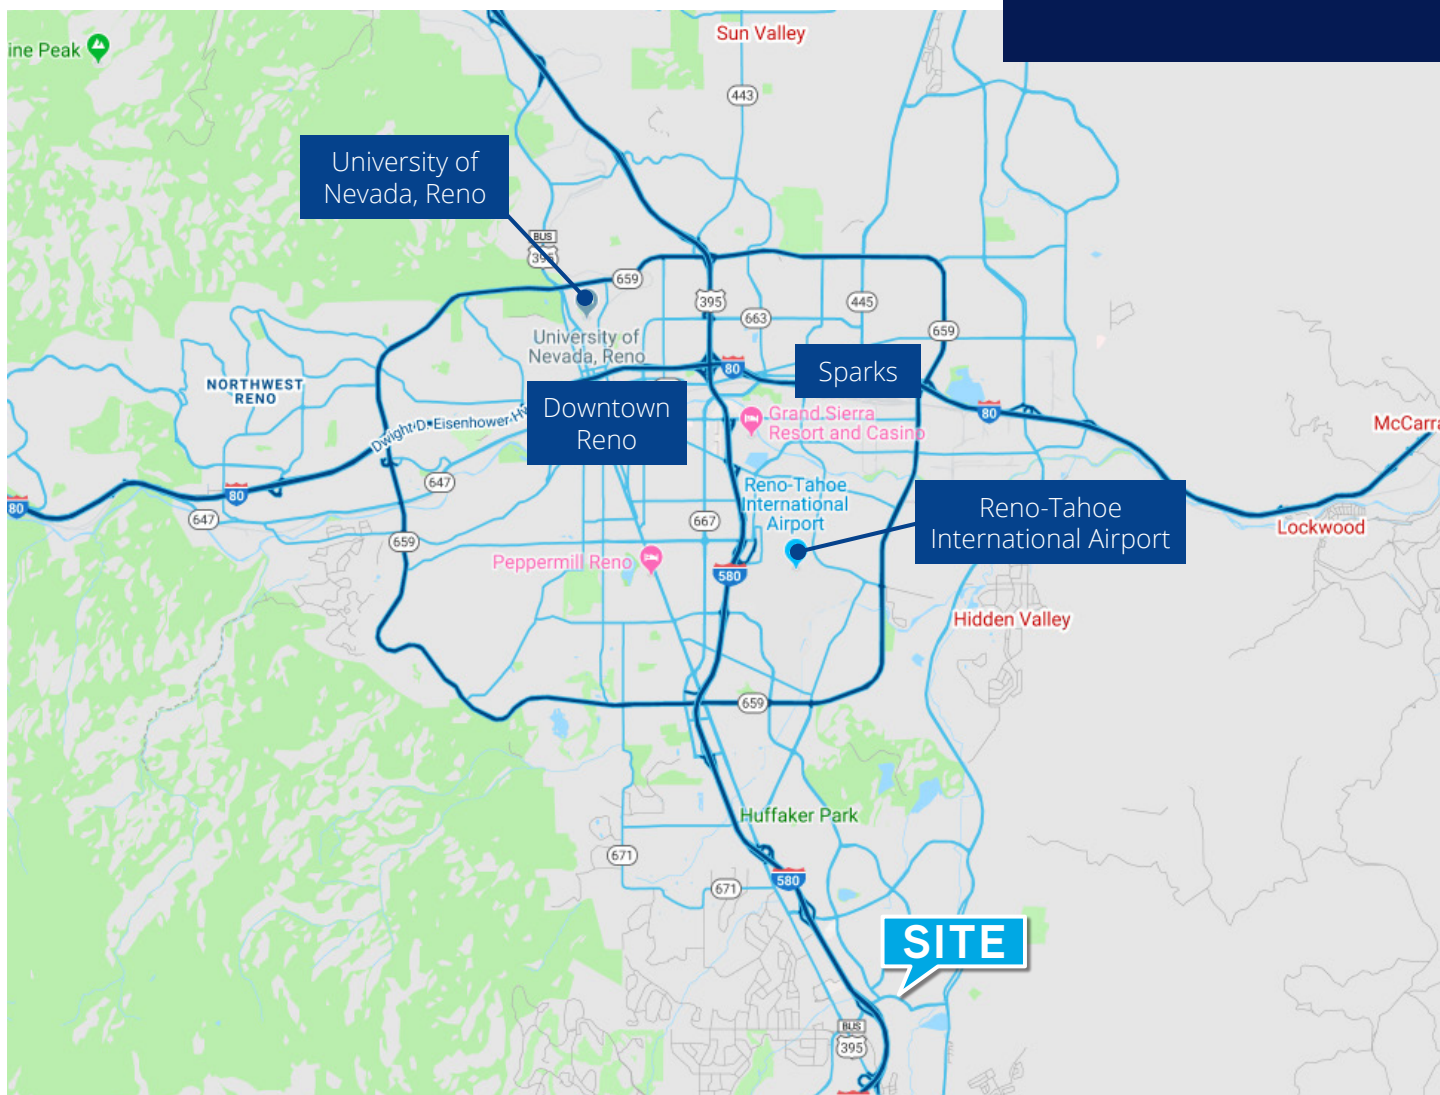 Sun Valley
ine Peak
443
University of
Nevada, Reno
BUS
395
659
395
663
445
659
University of
Nevada, Reno
80
Sparks
NORTHWEST
RENO
Downtown
Reno
Grand Sierra
Resort and Casino
80
McCarra
Dwight D. Eisenhower H
647
80
80
647
Reno-Tahoe
International
Airport
667
Reno-Tahoe
International Airport
Lockwood
659
Peppermill Reno
580
Hidden Valley
659
Huffaker Park
671
580
671
SITE
BUS
395